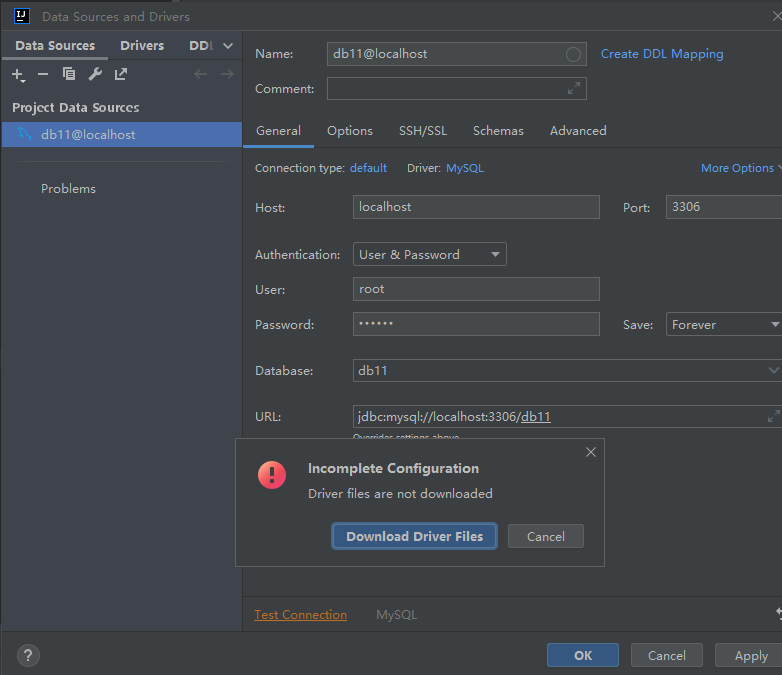 Data Sources and Drivers
Data Sources Drivers DDL
Project Data Sources
db11@localhost
Problems
Name: db11@localhost Create DDL Mapping
Comment:
General Options SSH/SSL Schemas Advanced
Connection type: default Driver: MySQL More Options
Host: localhost Port: 3306
Authentication: User & Password
User: root
Password: •••••• Save: Forever
Database: db11
URL: jdbc:mysql://localhost:3306/db11
Overrides settings above
Incomplete Configuration
Driver files are not downloaded
Download Driver Files Cancel
Test Connection MySQL
? OK Cancel Apply